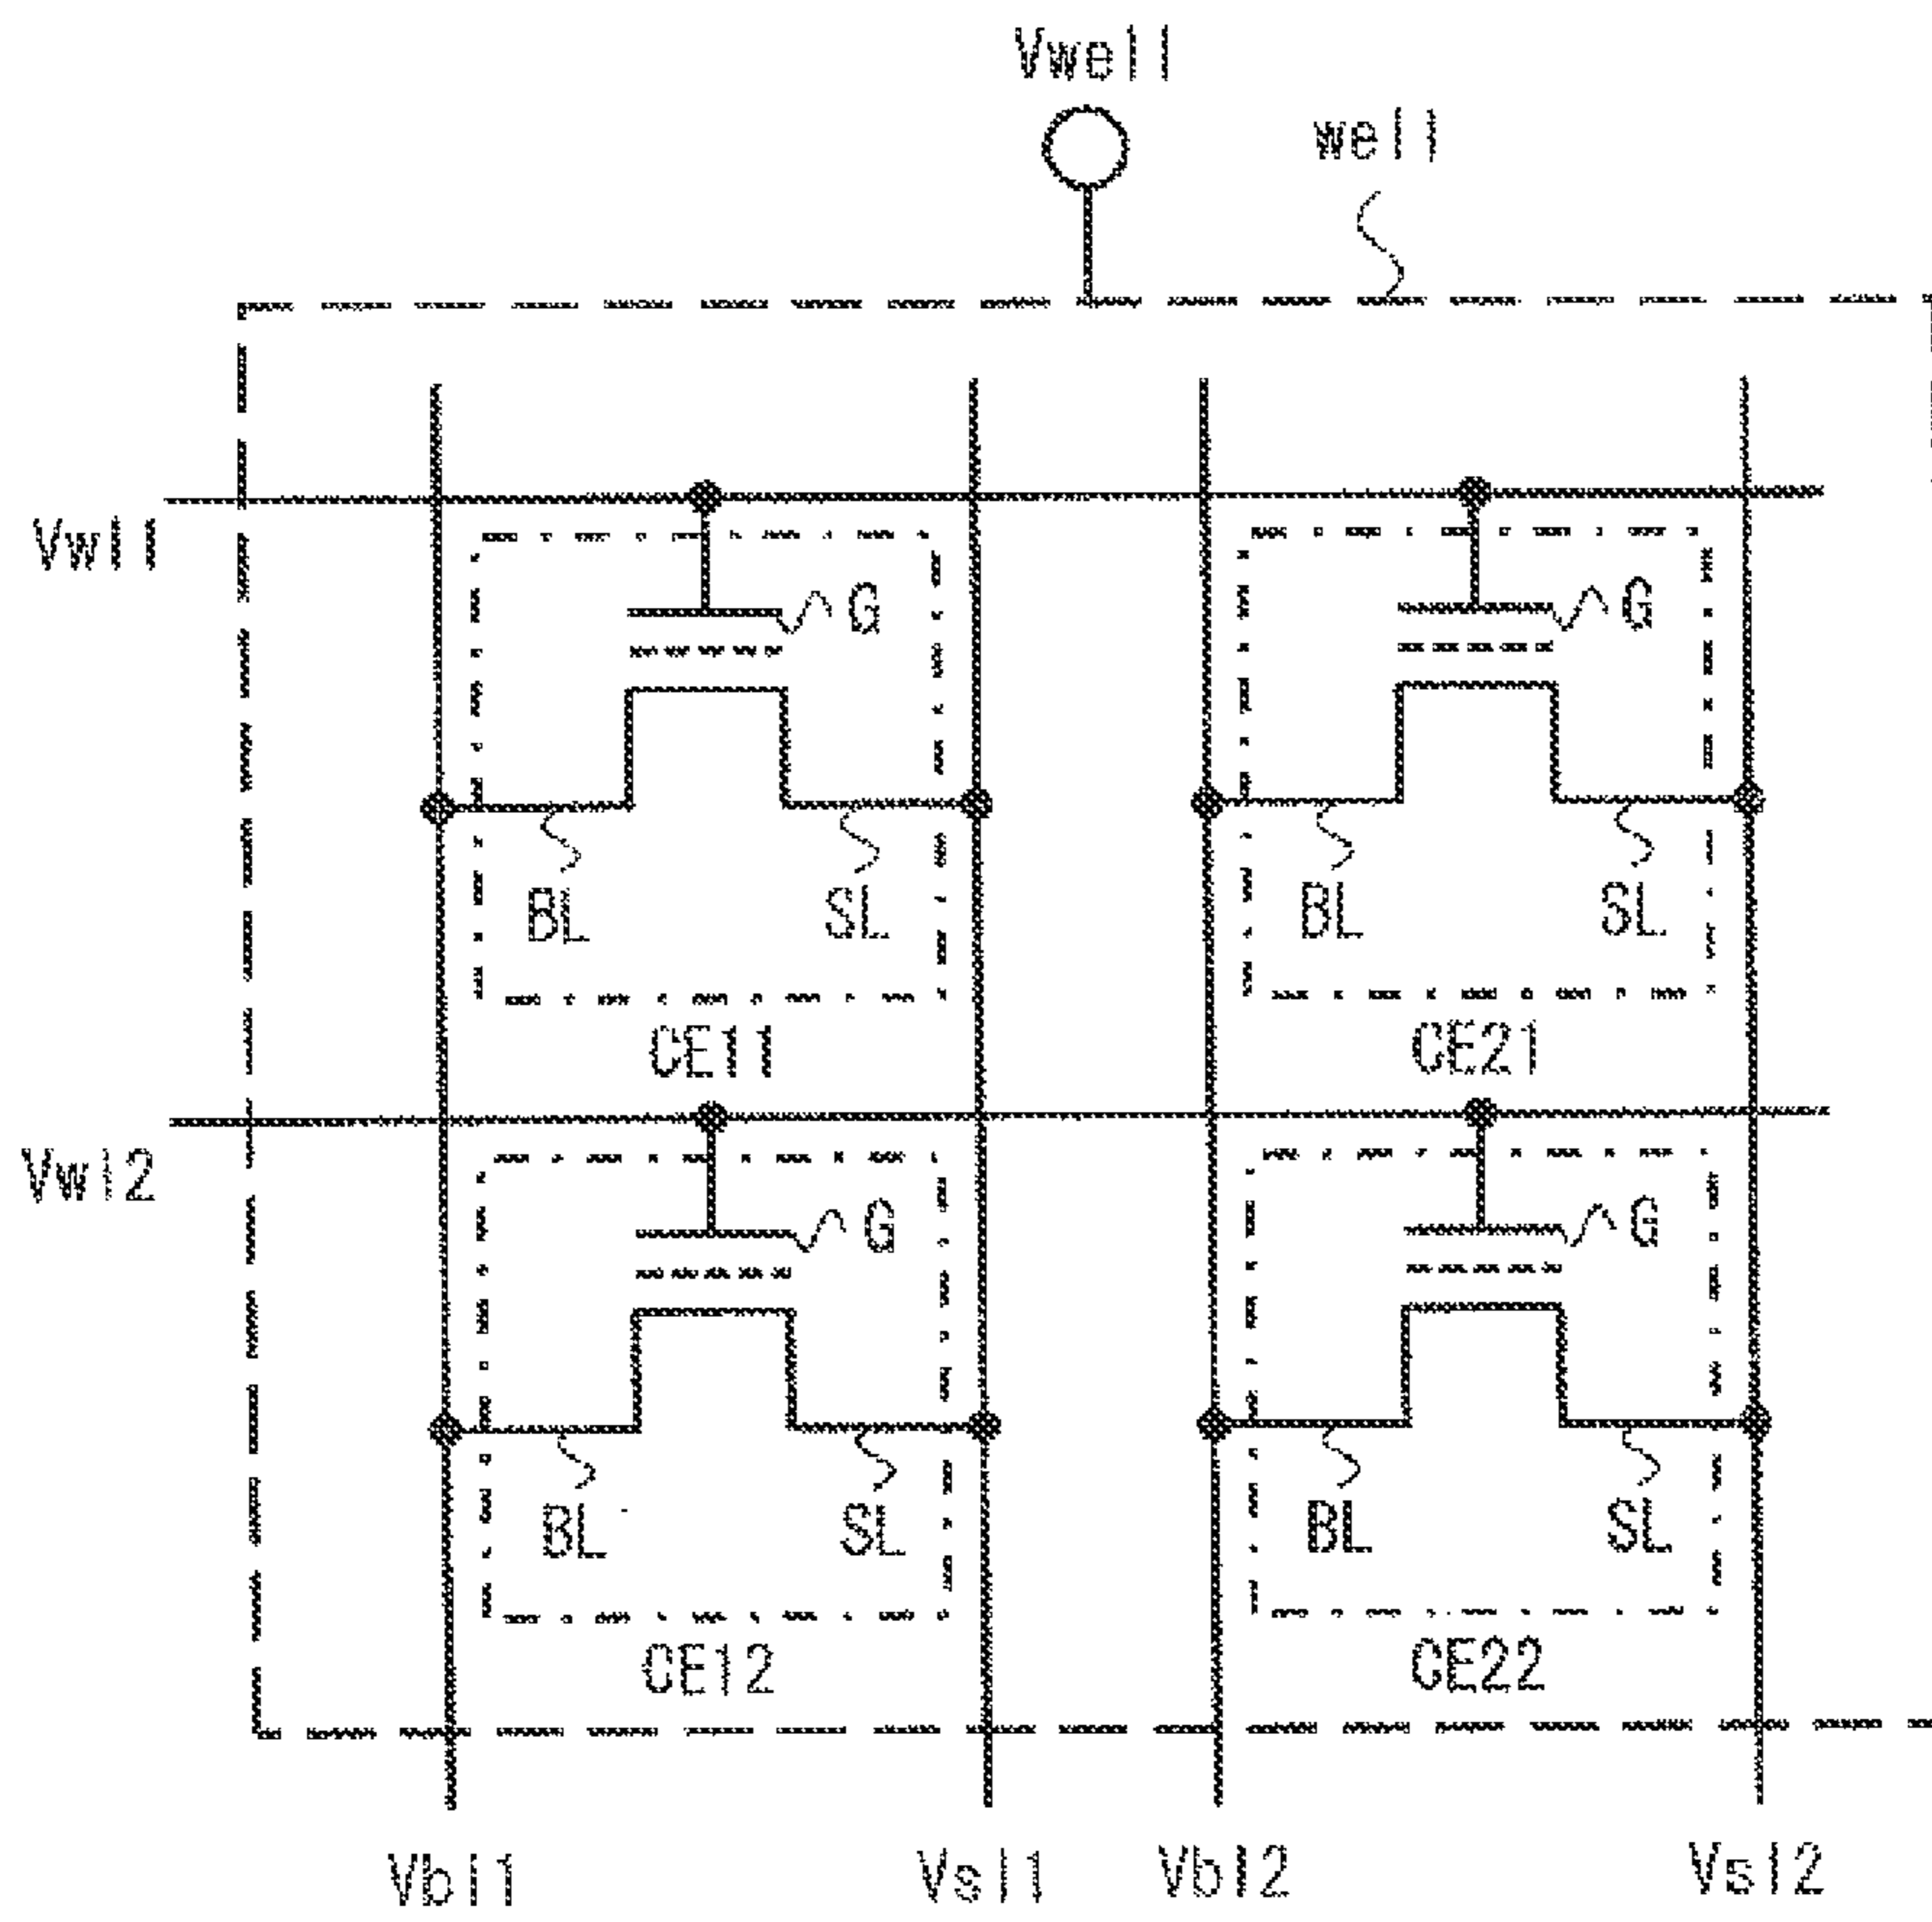 Vwell
well
Vwl1
G
G
BL
SL
BL
SL
CE11
CE21
Vwl2
G
G
BL
SL
BL
SL
CE12
CE22
Vbl1
Vsl1
Vbl2
Vsl2